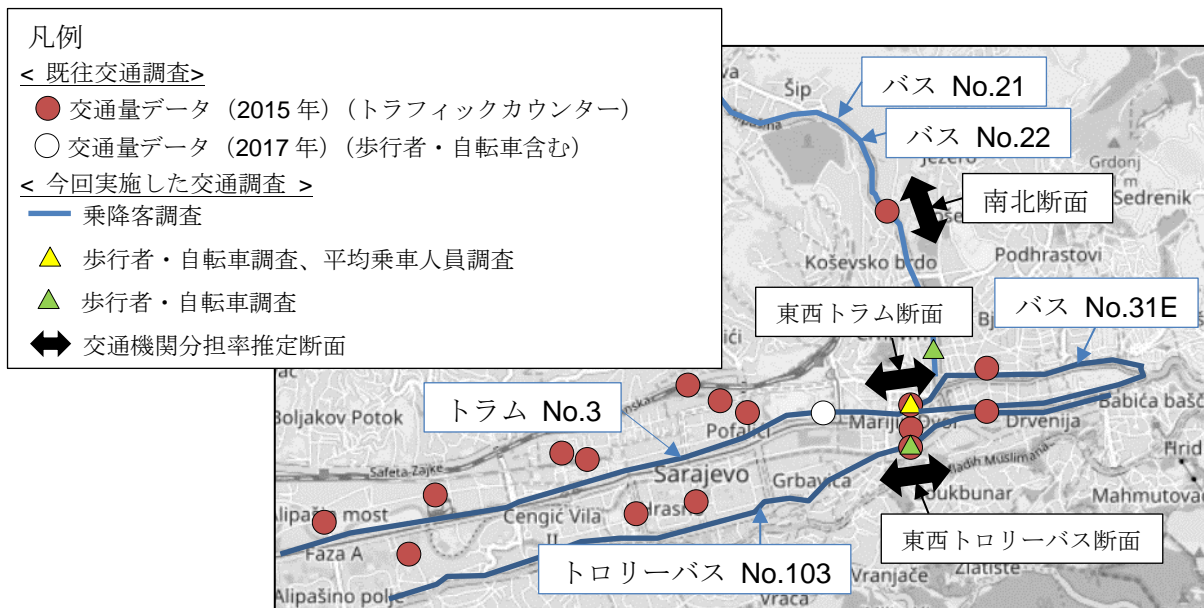 凡例
< 既往交通調査>
交通量データ（2015 年）（トラフィックカウンター）
交通量データ（2017 年）（歩行者・自転車含む）
< 今回実施した交通調査 >
乗降客調査
歩行者・自転車調査、平均乗車人員調査
歩行者・自転車調査
交通機関分担率推定断面
Šip
バス No.21
バス No.22
Jezero
Grdonj
m
Sedrenik
南北断面
Podhrastovi
Koševsko brdo
東西トラム断面
バス No.31E
トラム No.3
Boljakov Potok
Pofalići
Drvenija
Babića bašč
Safeta Zajke
Sarajevo
Grbavica
Hrid
Mahmutova
Alipašin most
Čengić Vila
II
Hrasno
Faza A
東西トロリーバス断面
トロリーバス No.103
Vranjače
Zlatište
Alipašino polje
Vraca